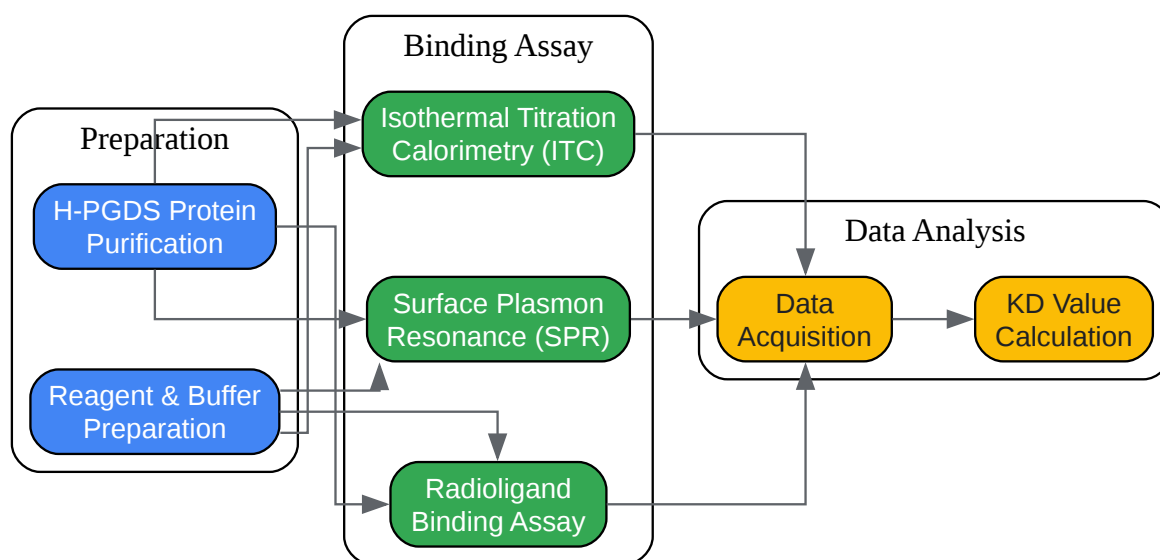 Preparation
H-PGDS Protein
Purification
Reagent & Buffer
Preparation
Binding Assay
Isothermal Titration
Calorimetry (ITC)
Surface Plasmon
Resonance (SPR)
Radioligand
Binding Assay
Data Analysis
Data
Acquisition
KD Value
Calculation